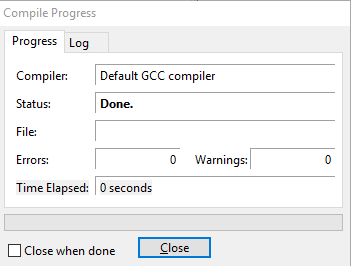 Compile Progress
Progress Log
Compiler: Default GCC compiler
Status: Done.
File:
Errors: 0 Warnings: 0
Time Elapsed: 0 seconds
Close when done Close